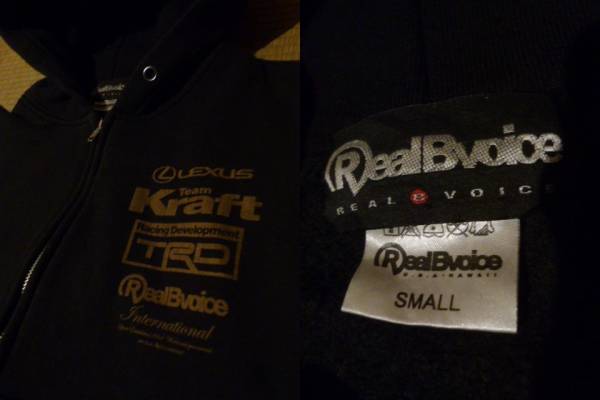 LEXUS
Team
Kraft
Racing Development
TRD
RealBvoice
International
RealBvoice
REAL B VOICE
RealBvoice
SMALL